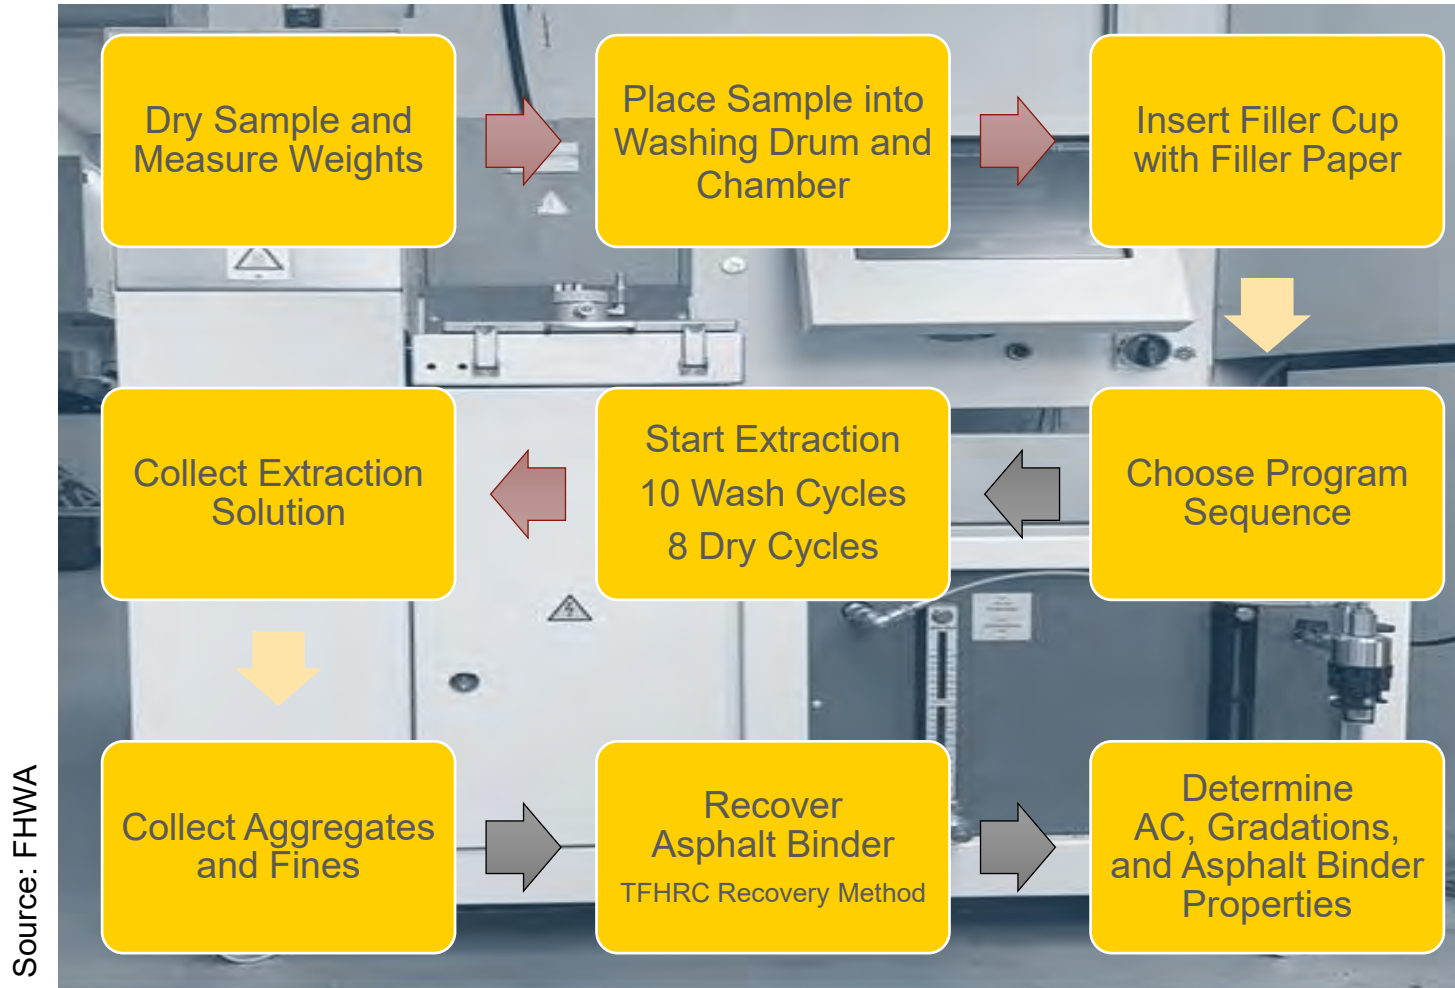 Dry Sample and
Measure Weights
Place Sample into
Washing Drum and
Chamber
Insert Filler Cup
with Filler Paper
Choose Program
Sequence
Start Extraction
10 Wash Cycles
8 Dry Cycles
Collect Extraction
Solution
Collect Aggregates
and Fines
Recover
Asphalt Binder
TFHRC Recovery Method
Determine
AC, Gradations,
and Asphalt Binder
Properties
Source: FHWA